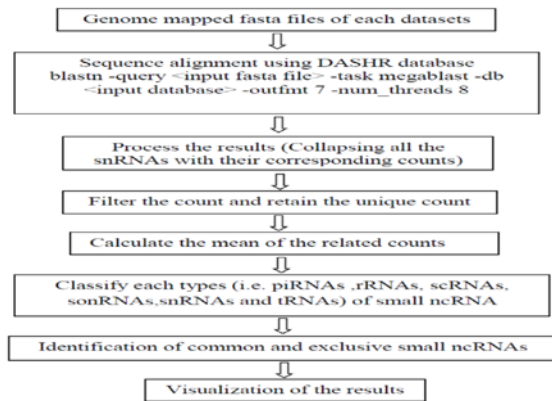 Genome mapped fasta files of each datasets
Sequence alignment using DASHR database
blastn -query <input fasta file> -task megablast -db
<input database> -outfmt 7 -num_threads 8
Process the results (Collapsing all the
snRNAs with their corresponding counts)
Filter the count and retain the unique count
Calculate the mean of the related counts
Classify each types (i.e. piRNAs ,rRNAs, scRNAs,
sonRNAs,snRNAs and tRNAs) of small ncRNA
Identification of common and exclusive small ncRNAs
Visualization of the results